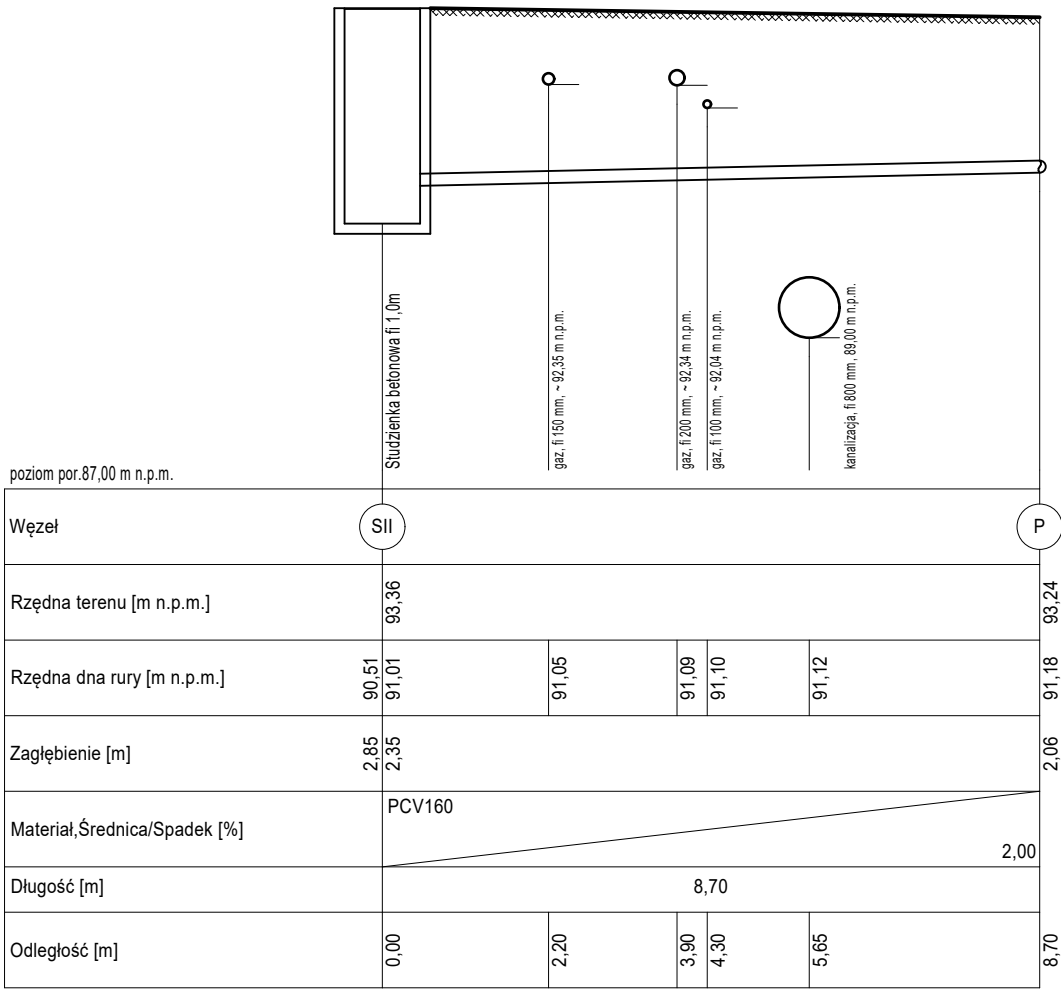 Studzienka betonowa fi 1,0m
gaz, fi 150 mm, ~ 92,35 m n.p.m.
gaz, fi 200 mm, ~ 92,34 m n.p.m.
gaz, fi 100 mm, ~ 92,04 m n.p.m.
kanalizacja, fi 800 mm, 89,00 m n.p.m.
poziom por.87,00 m n.p.m.
Węzeł SII P
Rzędna terenu [m n.p.m.] 93,36 93,24
Rzędna dna rury [m n.p.m.] 90,51 91,01 91,05 91,09 91,10 91,12 91,18
Zagłębienie [m] 2,85 2,35 2,06
Materiał,Średnica/Spadek [%] PCV160 2,00
Długość [m] 8,70
Odległość [m] 0,00 2,20 3,90 4,30 5,65 8,70